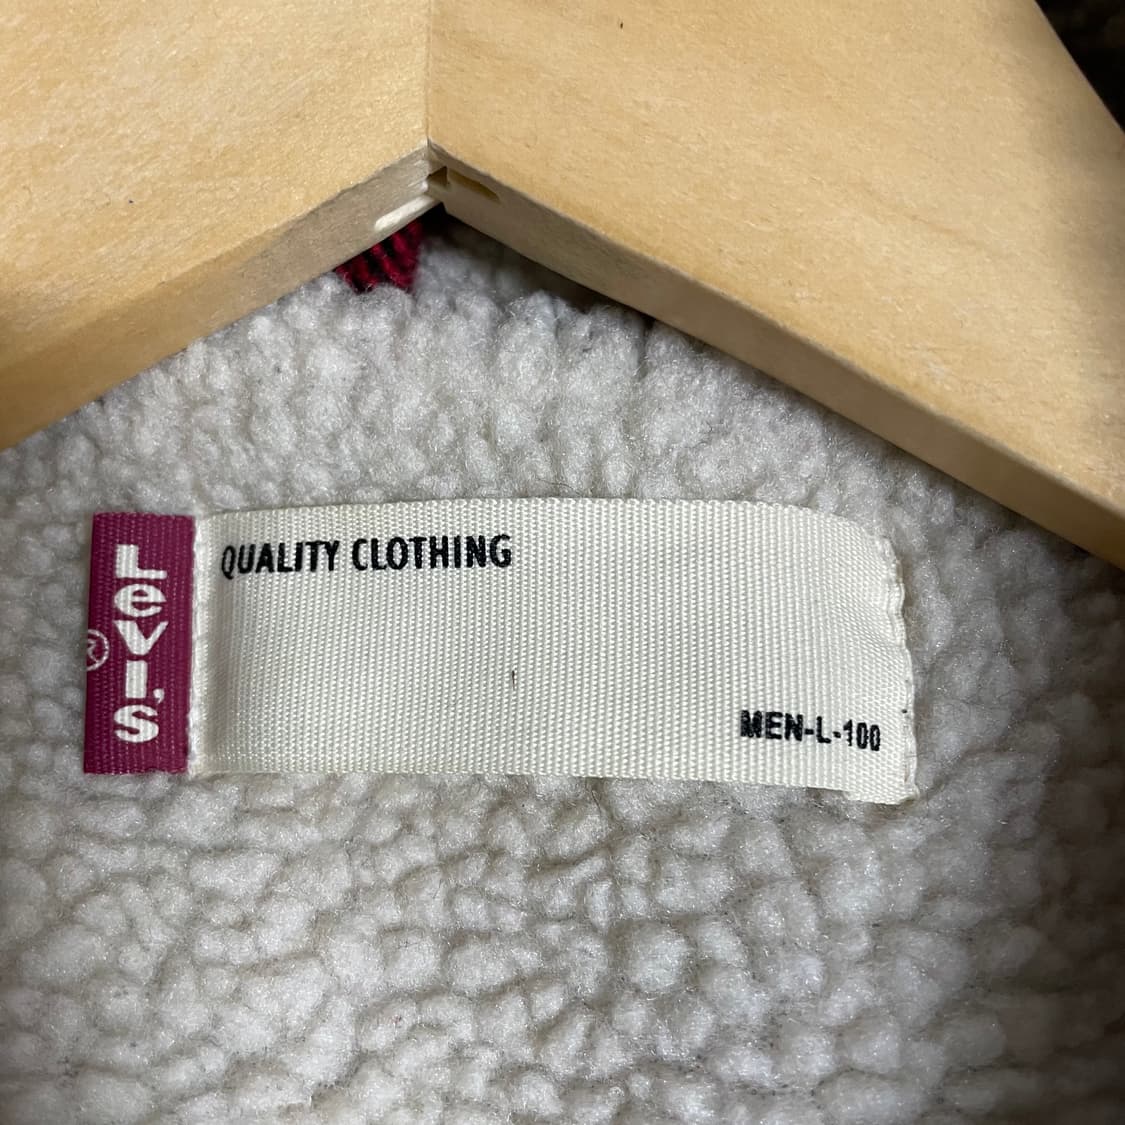 Levi's
®
QUALITY CLOTHING
MEN-L-100